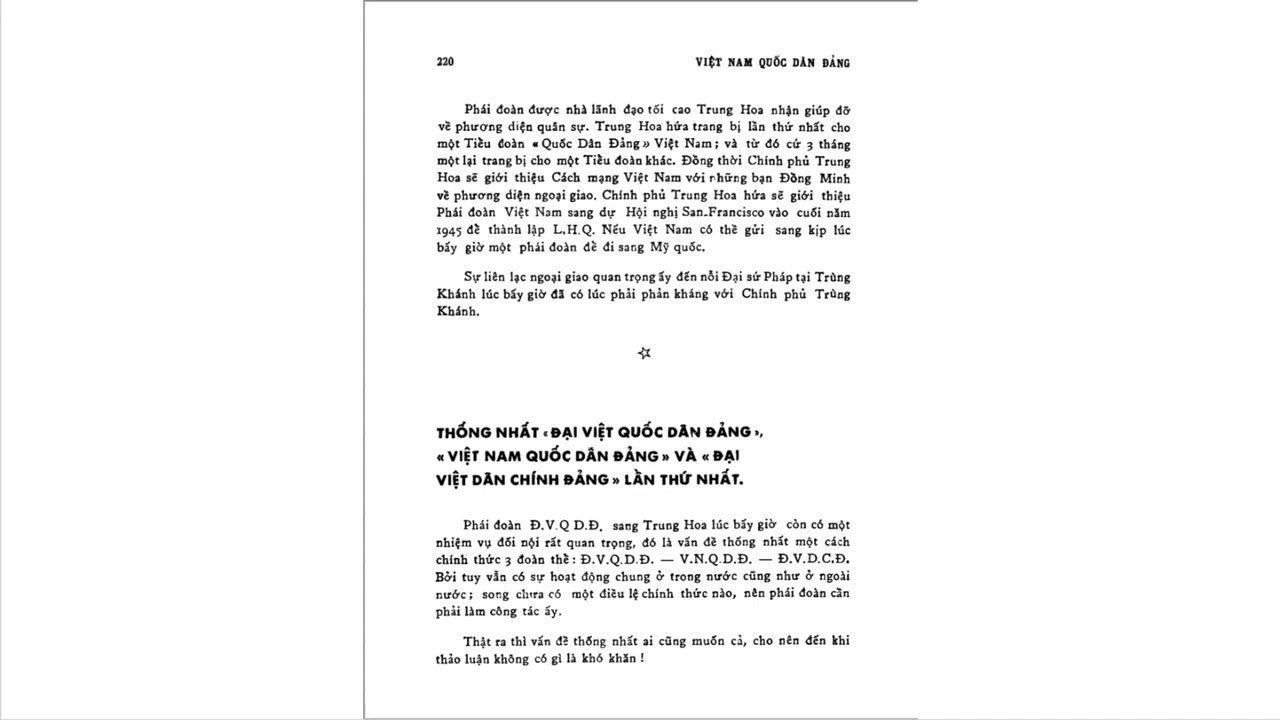 220
VIỆT NAM QUỐC DÂN ĐẢNG
Phái đoàn được nhà lãnh đạo tối cao Trung Hoa nhận giúp đỡ
về phương diện quân sự. Trung Hoa hứa trang bị lần thứ nhất cho
một Tiểu đoàn « Quốc Dân Đảng » Việt Nam ; và từ đó cứ 3 tháng
một lại trang bị cho một Tiểu đoàn khác. Đồng thời Chính phủ Trung
Hoa sẽ giới thiệu Cách mạng Việt Nam với những bạn Đồng Minh
về phương diện ngoại giao. Chính phủ Trung Hoa hứa sẽ giới thiệu
Phái đoàn Việt Nam sang dự Hội nghị San-Francisco vào cuối năm
1945 để thành lập L.H.Q. Nếu Việt Nam có thể gửi sang kịp lúc
bấy giờ một phái đoàn để đi sang Mỹ quốc.
Sự liên lạc ngoại giao quan trọng ấy đến nỗi Đại sứ Pháp tại Trùng
Khánh lúc bấy giờ đã có lúc phải phản kháng với Chính phủ Trùng
Khánh.
THỐNG NHẤT ‹ ĐẠI VIỆT QUỐC DÂN ĐẢNG ›,
« VIỆT NAM QUỐC DÂN ĐẢNG » VÀ « ĐẠI
VIỆT DÂN CHÍNH ĐẢNG » LẦN THỨ NHẤT.
Phái đoàn Đ.V.Q D.Đ. sang Trung Hoa lúc bấy giờ còn có một
nhiệm vụ đối nội rất quan trọng, đó là vấn đề thống nhất một cách
chính thức 3 đoàn thể : Đ.V.Q.D.Đ. — V.N.Q.D.Đ. — Đ.V.D.C.Đ.
Bởi tuy vẫn có sự hoạt động chung ở trong nước cũng như ở ngoài
nước ; song chưa có một điều lệ chính thức nào, nên phái đoàn cần
phải làm công tác ấy.
Thật ra thì vấn đề thống nhất ai cũng muốn cả, cho nên đến khi
thảo luận không có gì là khó khăn !